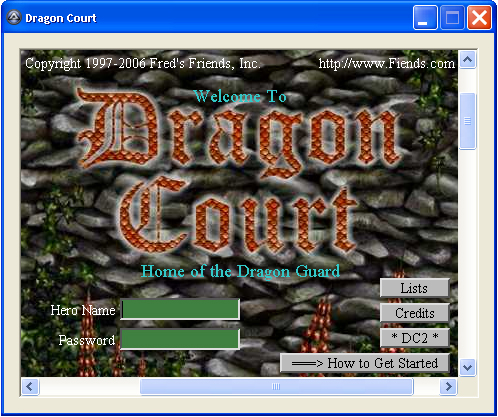 Dragon Court
Copyright 1997-2006 Fred's Fiends, Inc. http://www.Fiends.com
Welcome To
Dragon
Court
Home of the Dragon Guard
Lists
Hero Name
Credits
Password
* DC2 *
===> How to Get Started